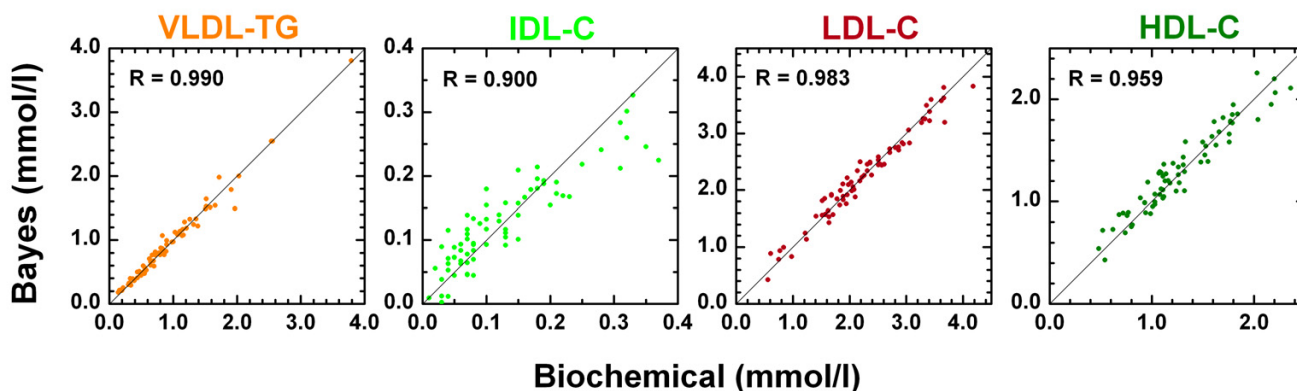 VLDL-TG
IDL-C
LDL-C
HDL-C
R = 0.990
R = 0.900
R = 0.983
R = 0.959
Bayes (mmol/l)
4.0
3.0
2.0
1.0
0.0
0.4
0.3
0.2
0.1
0.0
4.0
3.0
2.0
1.0
0.0
2.0
1.0
0.0
0.0 1.0 2.0 3.0 4.0
0.0 0.1 0.2 0.3 0.4
0.0 1.0 2.0 3.0 4.0
0.0 1.0 2.0
Biochemical (mmol/l)